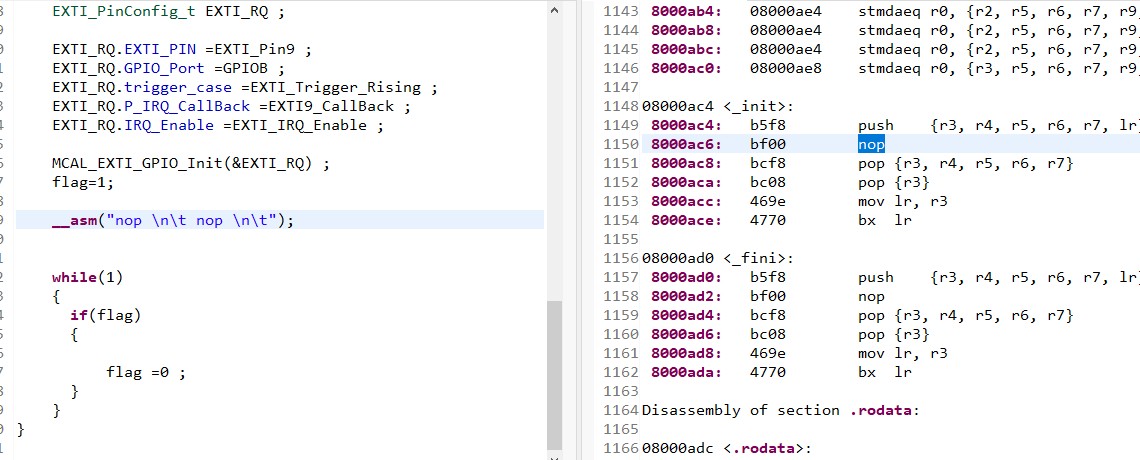 EXTI_PinConfig_t EXTI_RQ ;
EXTI_RQ.EXTI_PIN =EXTI_Pin9 ;
EXTI_RQ.GPIO_Port =GPIOB ;
EXTI_RQ.trigger_case =EXTI_Trigger_Rising ;
EXTI_RQ.P_IRQ_CallBack =EXTI9_CallBack ;
EXTI_RQ.IRQ_Enable =EXTI_IRQ_Enable ;
MCAL_EXTI_GPIO_Init(&EXTI_RQ) ;
flag=1;
__asm("nop \n\t nop \n\t");
while(1)
{
if(flag)
{
flag =0 ;
}
}
}
1143 8000ab4: 08000ae4 stmdaeq r0, {r2, r5, r6, r7, r9
1144 8000ab8: 08000ae4 stmdaeq r0, {r2, r5, r6, r7, r9
1145 8000abc: 08000ae4 stmdaeq r0, {r2, r5, r6, r7, r9
1146 8000ac0: 08000ae8 stmdaeq r0, {r3, r5, r6, r7, r9
1147
1148 08000ac4 <_init>:
1149 8000ac4: b5f8 push {r3, r4, r5, r6, r7, lr}
1150 8000ac6: bf00 nop
1151 8000ac8: bcf8 pop {r3, r4, r5, r6, r7}
1152 8000aca: bc08 pop {r3}
1153 8000acc: 469e mov lr, r3
1154 8000ace: 4770 bx lr
1155
1156 08000ad0 <_fini>:
1157 8000ad0: b5f8 push {r3, r4, r5, r6, r7, lr}
1158 8000ad2: bf00 nop
1159 8000ad4: bcf8 pop {r3, r4, r5, r6, r7}
1160 8000ad6: bc08 pop {r3}
1161 8000ad8: 469e mov lr, r3
1162 8000ada: 4770 bx lr
1163
1164 Disassembly of section .rodata:
1165
1166 08000adc <.rodata>: